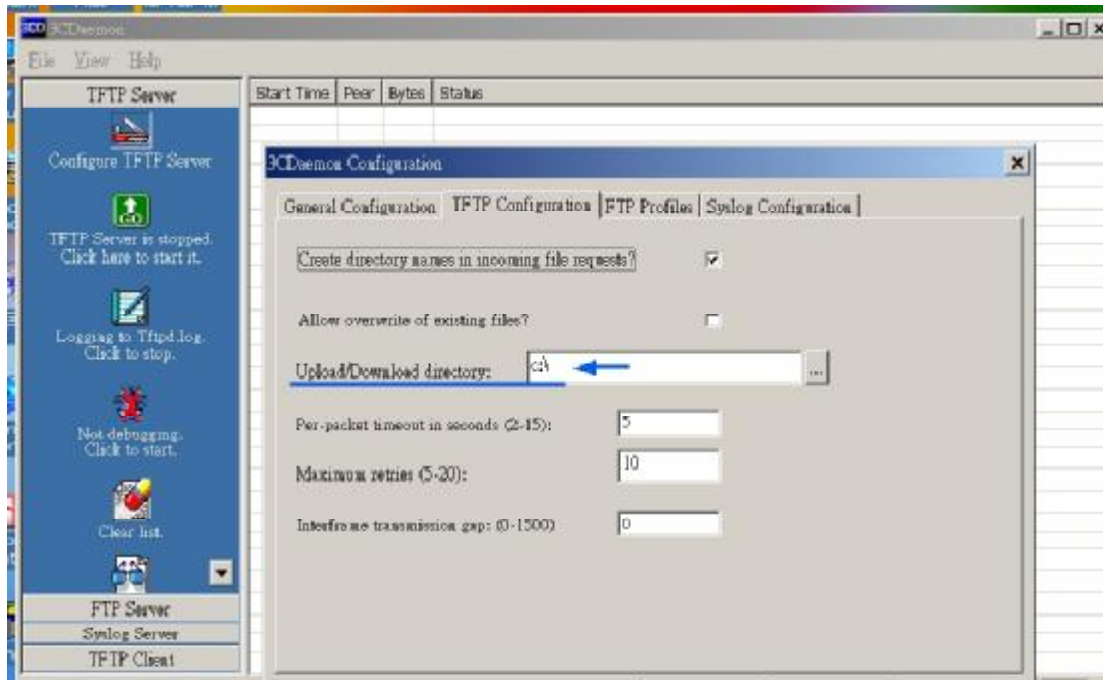 3CD 3CDaemon
File View Help
TFTP Server
Configure TFTP Server
GO
TFTP Server is stopped.
Click here to start it.
Logging to Tftpd.log.
Click to stop.
Not debugging.
Click to start.
Clear list.
FTP Server
Syslog Server
TFTP Client
Start Time Peer Bytes Status
3CDaemon Configuration
General Configuration TFTP Configuration FTP Profiles Syslog Configuration
Create directory names in incoming file requests?
Allow overwrite of existing files?
Upload/Download directory: c:\
...
Per-packet timeout in seconds (2-15): 5
Maximum retries (5-20): 10
Interframe transmission gap: (0-1500) 0